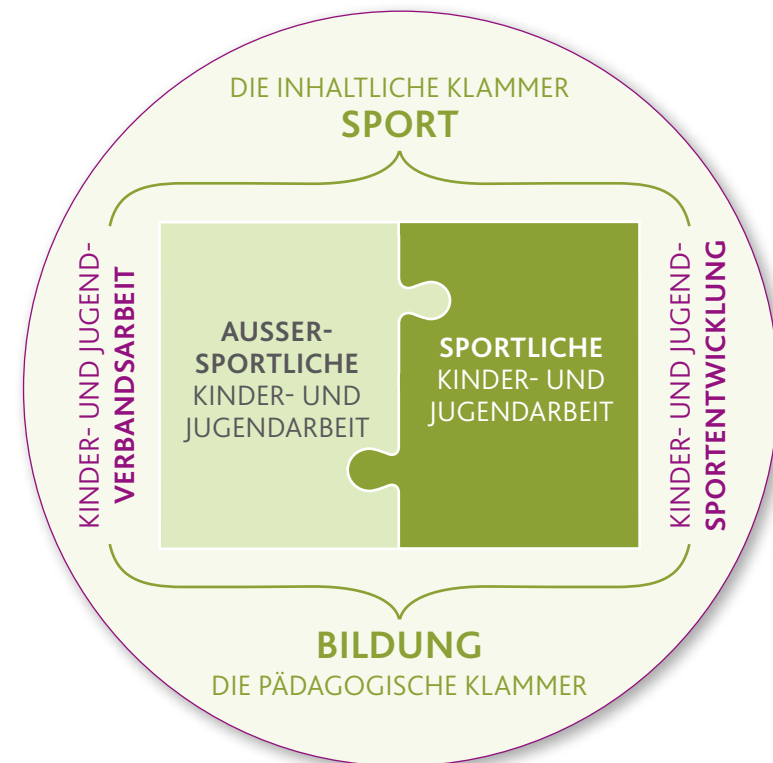 DIE INHALTLICHE KLAMMER
SPORT
KINDER- UND JUGEND-
VERBANDSARBEIT
AUSSER-
SPORTLICHE
KINDER- UND
JUGENDARBEIT
SPORTLICHE
KINDER- UND
JUGENDARBEIT
KINDER- UND JUGEND-
SPORTENTWICKLUNG
BILDUNG
DIE PÄDAGOGISCHE KLAMMER